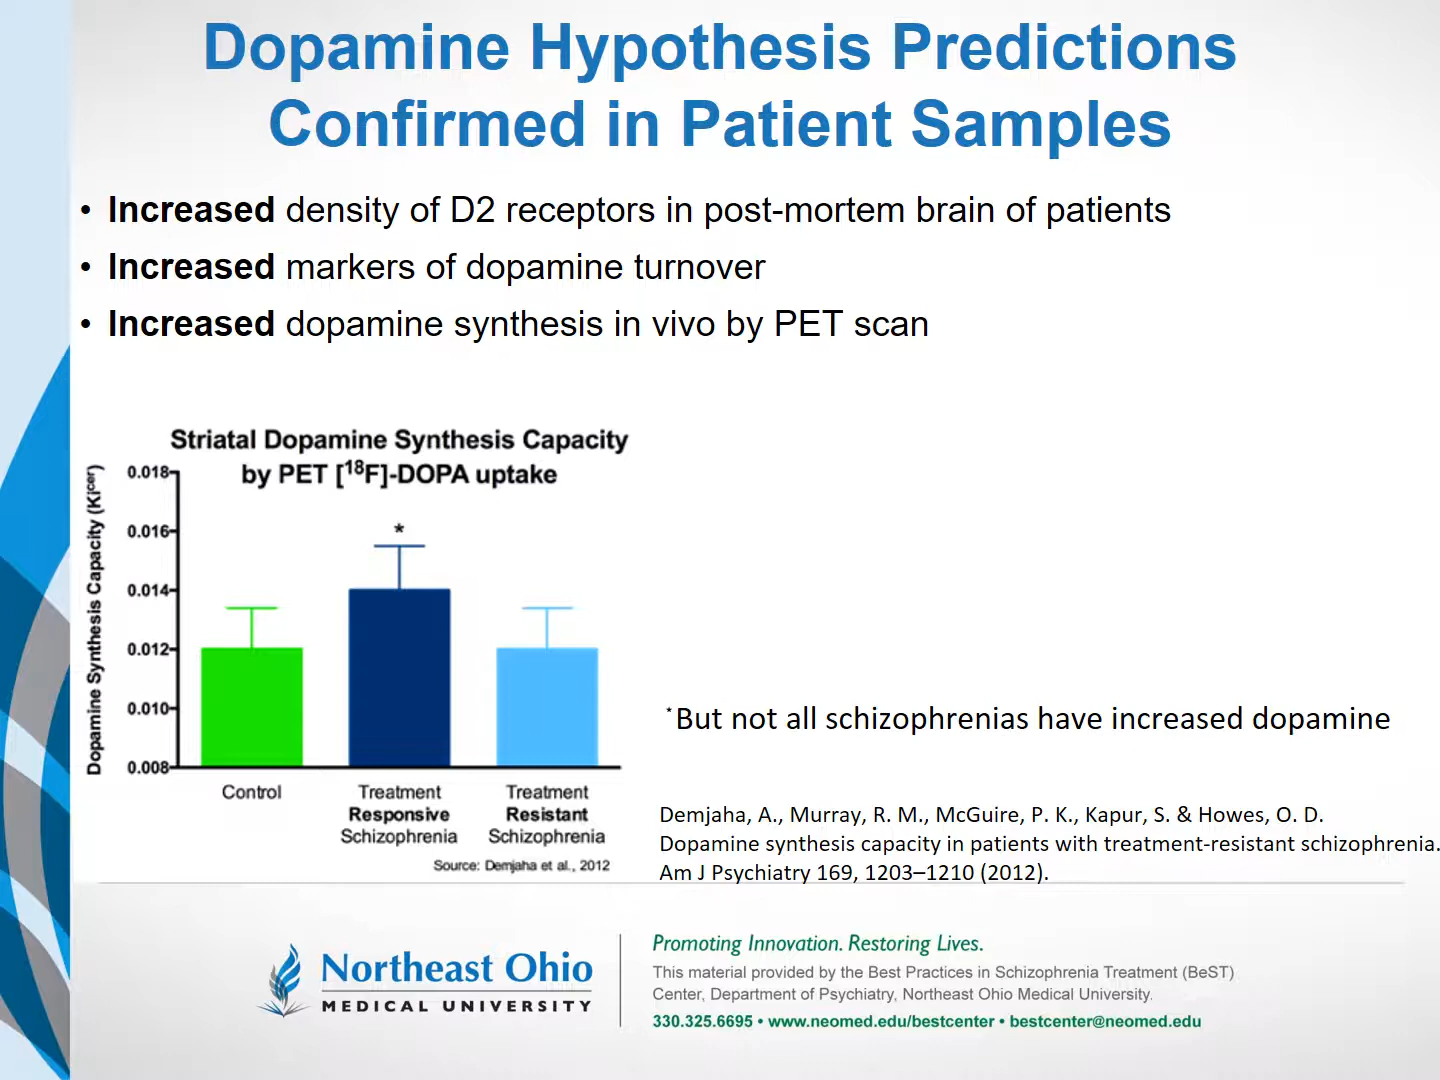 Dopamine Hypothesis Predictions
Confirmed in Patient Samples
• Increased density of D2 receptors in post-mortem brain of patients
• Increased markers of dopamine turnover
• Increased dopamine synthesis in vivo by PET scan
Striatal Dopamine Synthesis Capacity
by PET [18F]-DOPA uptake
Dopamine Synthesis Capacity (Kicer)
0.018
0.016
0.014
0.012
0.010
0.008
*
Control
Treatment
Responsive
Schizophrenia
Treatment
Resistant
Schizophrenia
Source: Demjaha et al., 2012
*But not all schizophrenias have increased dopamine
Demjaha, A., Murray, R. M., McGuire, P. K., Kapur, S. & Howes, O. D.
Dopamine synthesis capacity in patients with treatment-resistant schizophrenia.
Am J Psychiatry 169, 1203–1210 (2012).
Northeast Ohio
MEDICAL UNIVERSITY
Promoting Innovation. Restoring Lives.
This material provided by the Best Practices in Schizophrenia Treatment (BeST)
Center, Department of Psychiatry, Northeast Ohio Medical University.
330.325.6695 • www.neomed.edu/bestcenter • bestcenter@neomed.edu